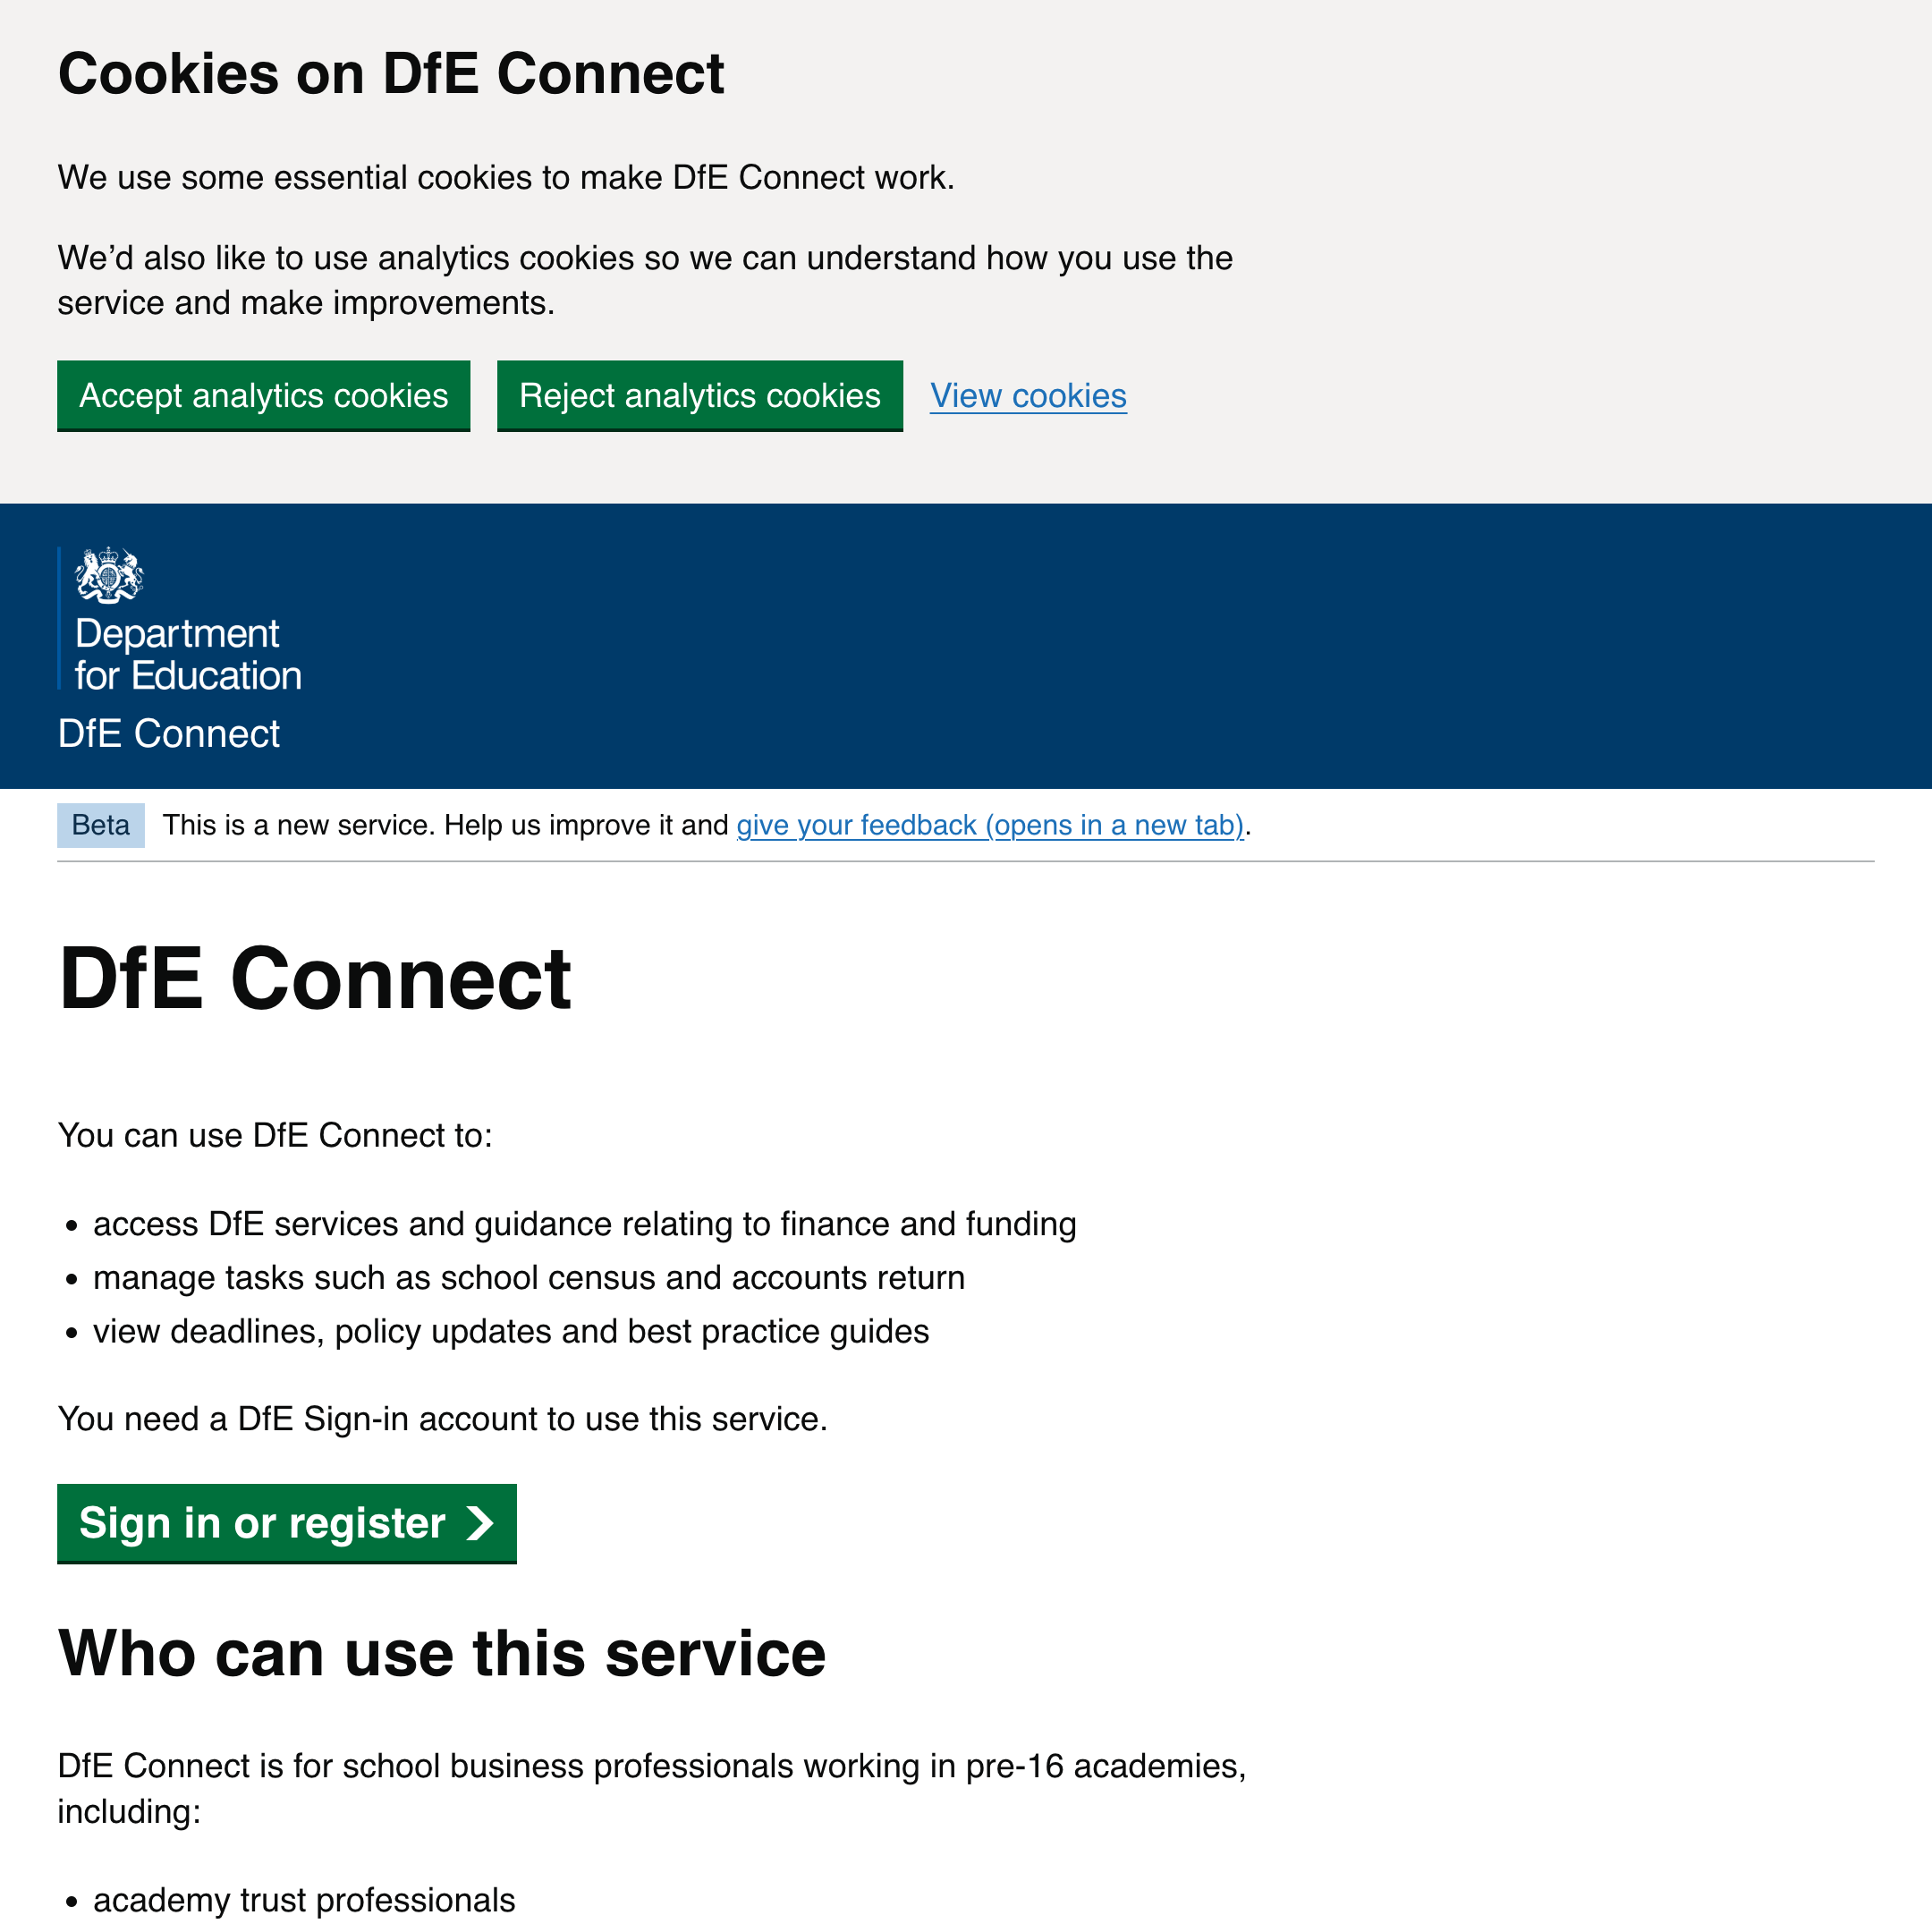 Cookies on DfE Connect
We use some essential cookies to make DfE Connect work.
We’d also like to use analytics cookies so we can understand how you use the
service and make improvements.
Accept analytics cookies Reject analytics cookies View cookies
Department
for Education
DfE Connect
Beta This is a new service. Help us improve it and give your feedback (opens in a new tab).
DfE Connect
You can use DfE Connect to:
• access DfE services and guidance relating to finance and funding
• manage tasks such as school census and accounts return
• view deadlines, policy updates and best practice guides
You need a DfE Sign-in account to use this service.
Sign in or register
Who can use this service
DfE Connect is for school business professionals working in pre-16 academies,
including:
• academy trust professionals